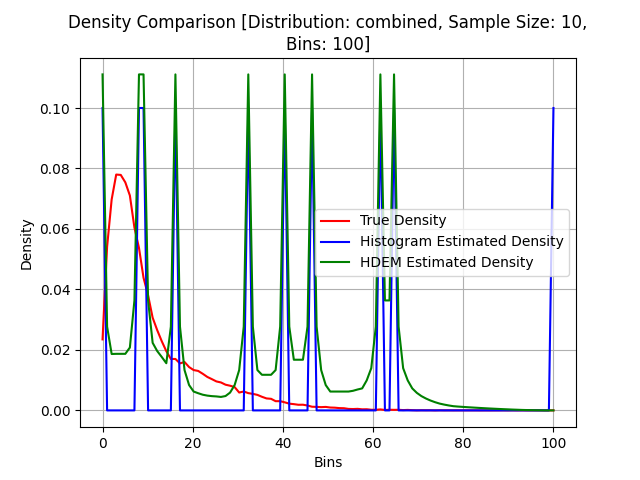 Density Comparison [Distribution: combined, Sample Size: 10,
Bins: 100]
0.10
0.08
0.06
0.04
0.02
0.00
Density
True Density
Histogram Estimated Density
HDEM Estimated Density
0 20 40 60 80 100
Bins